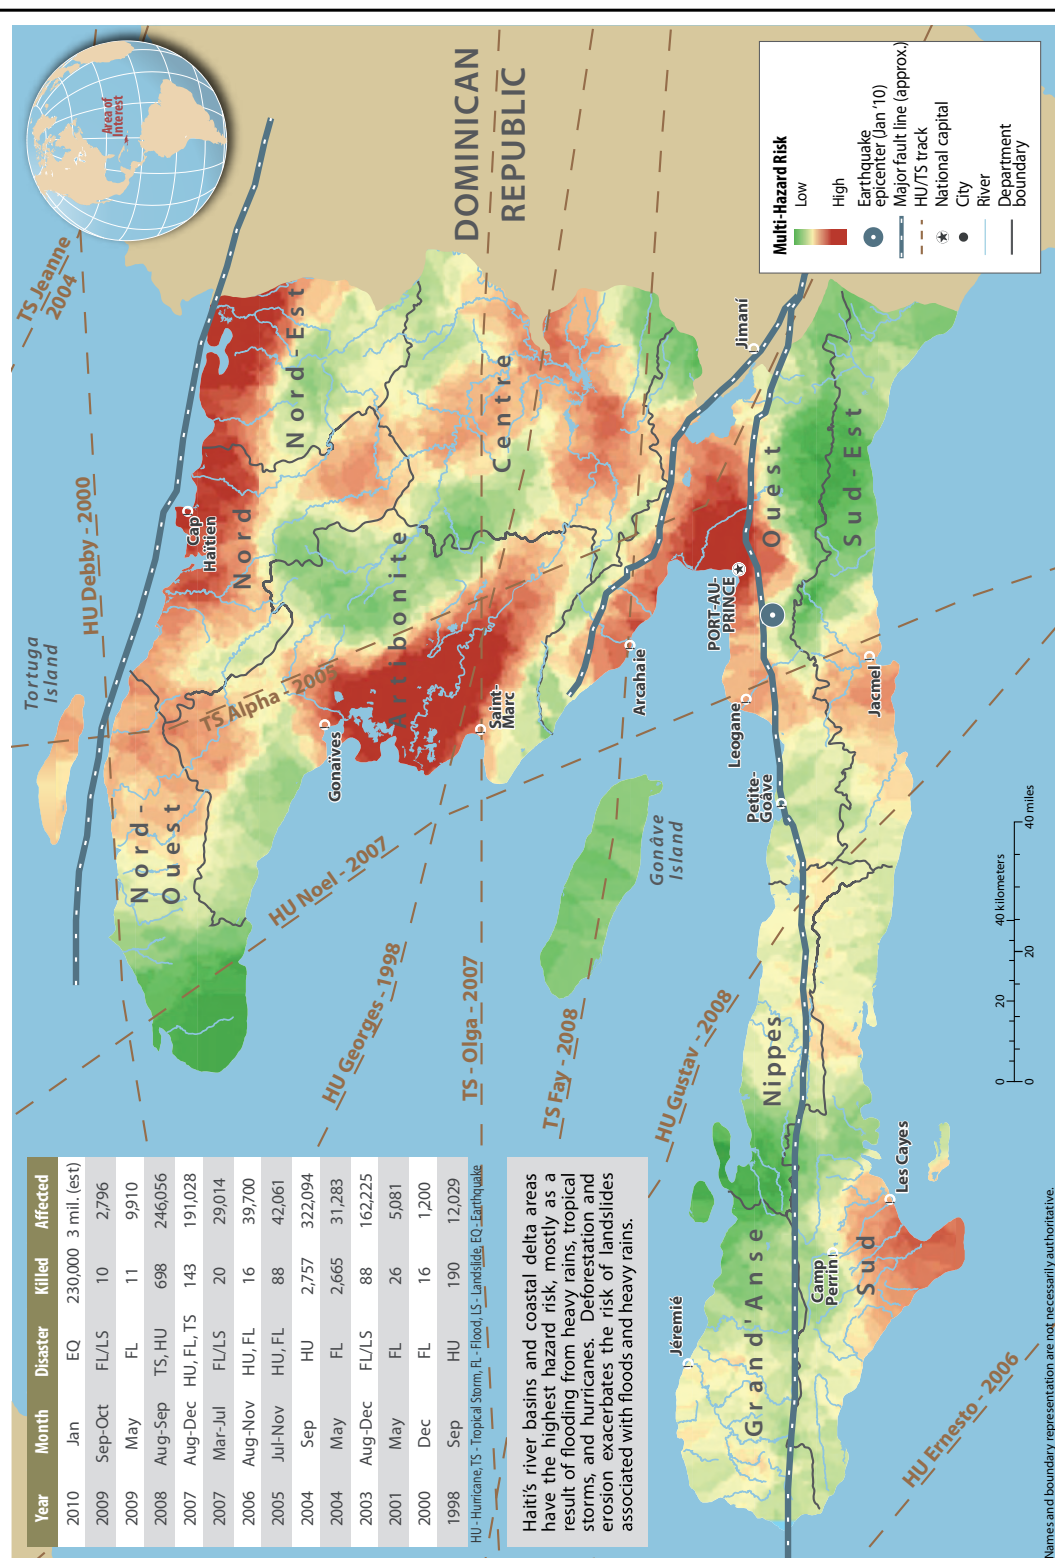 Year Month Disaster Killed Affected
2010 Jan EQ 230,000 3 mil. (est)
2009 Sep-Oct FL/LS 10 2,796
2009 May FL 11 9,910
2008 Aug-Sep TS, HU 698 246,056
2007 Aug-Dec HU, FL, TS 143 191,028
2007 Mar-Jul FL/LS 20 29,014
2006 Aug-Nov HU, FL 16 39,700
2005 Jul-Nov HU, FL 88 42,061
2004 Sep HU 2,757 322,094
2004 May FL 2,665 31,283
2003 Aug-Dec FL/LS 88 162,225
2001 May FL 26 5,081
2000 Dec FL 16 1,200
1998 Sep HU 190 12,029
HU - Hurricane, TS - Tropical Storm, FL - Flood, LS - Landslide, EQ - Earthquake
Haiti's river basins and coastal delta areas
have the highest hazard risk, mostly as a
result of flooding from heavy rains, tropical
storms, and hurricanes. Deforestation and
erosion exacerbates the risk of landslides
associated with floods and heavy rains.
Tortuga
Island
HU Debby - 2000
TS Jeanne
2004
Area of
Interest
Nord -
Ouest
TS Alpha - 2005
Cap
Haïtien
Nord
Nord-Est
HU Noel - 2007
Gonaïves
Artibonite
Centre
DOMINICAN
REPUBLIC
HU Georges - 1998
TS - Olga - 2007
Saint-
Marc
TS Fay - 2008
Gonâve
Island
Arcahaie
HU Gustav - 2008
Leogane
Petite-
Goâve
PORT-AU-
PRINCE
Ouest
Jimaní
Jérémié
Grand'Anse
Nippes
Jacmel
Sud-Est
Camp
Perrin
Sud
Les Cayes
HU Ernesto - 2006
0 20 40 kilometers
0 20 40 miles
Multi-Hazard Risk
Low
High
Earthquake
epicenter (Jan '10)
Major fault line (approx.)
HU/TS track
National capital
City
River
Department
boundary
Names and boundary representation are not necessarily authoritative.